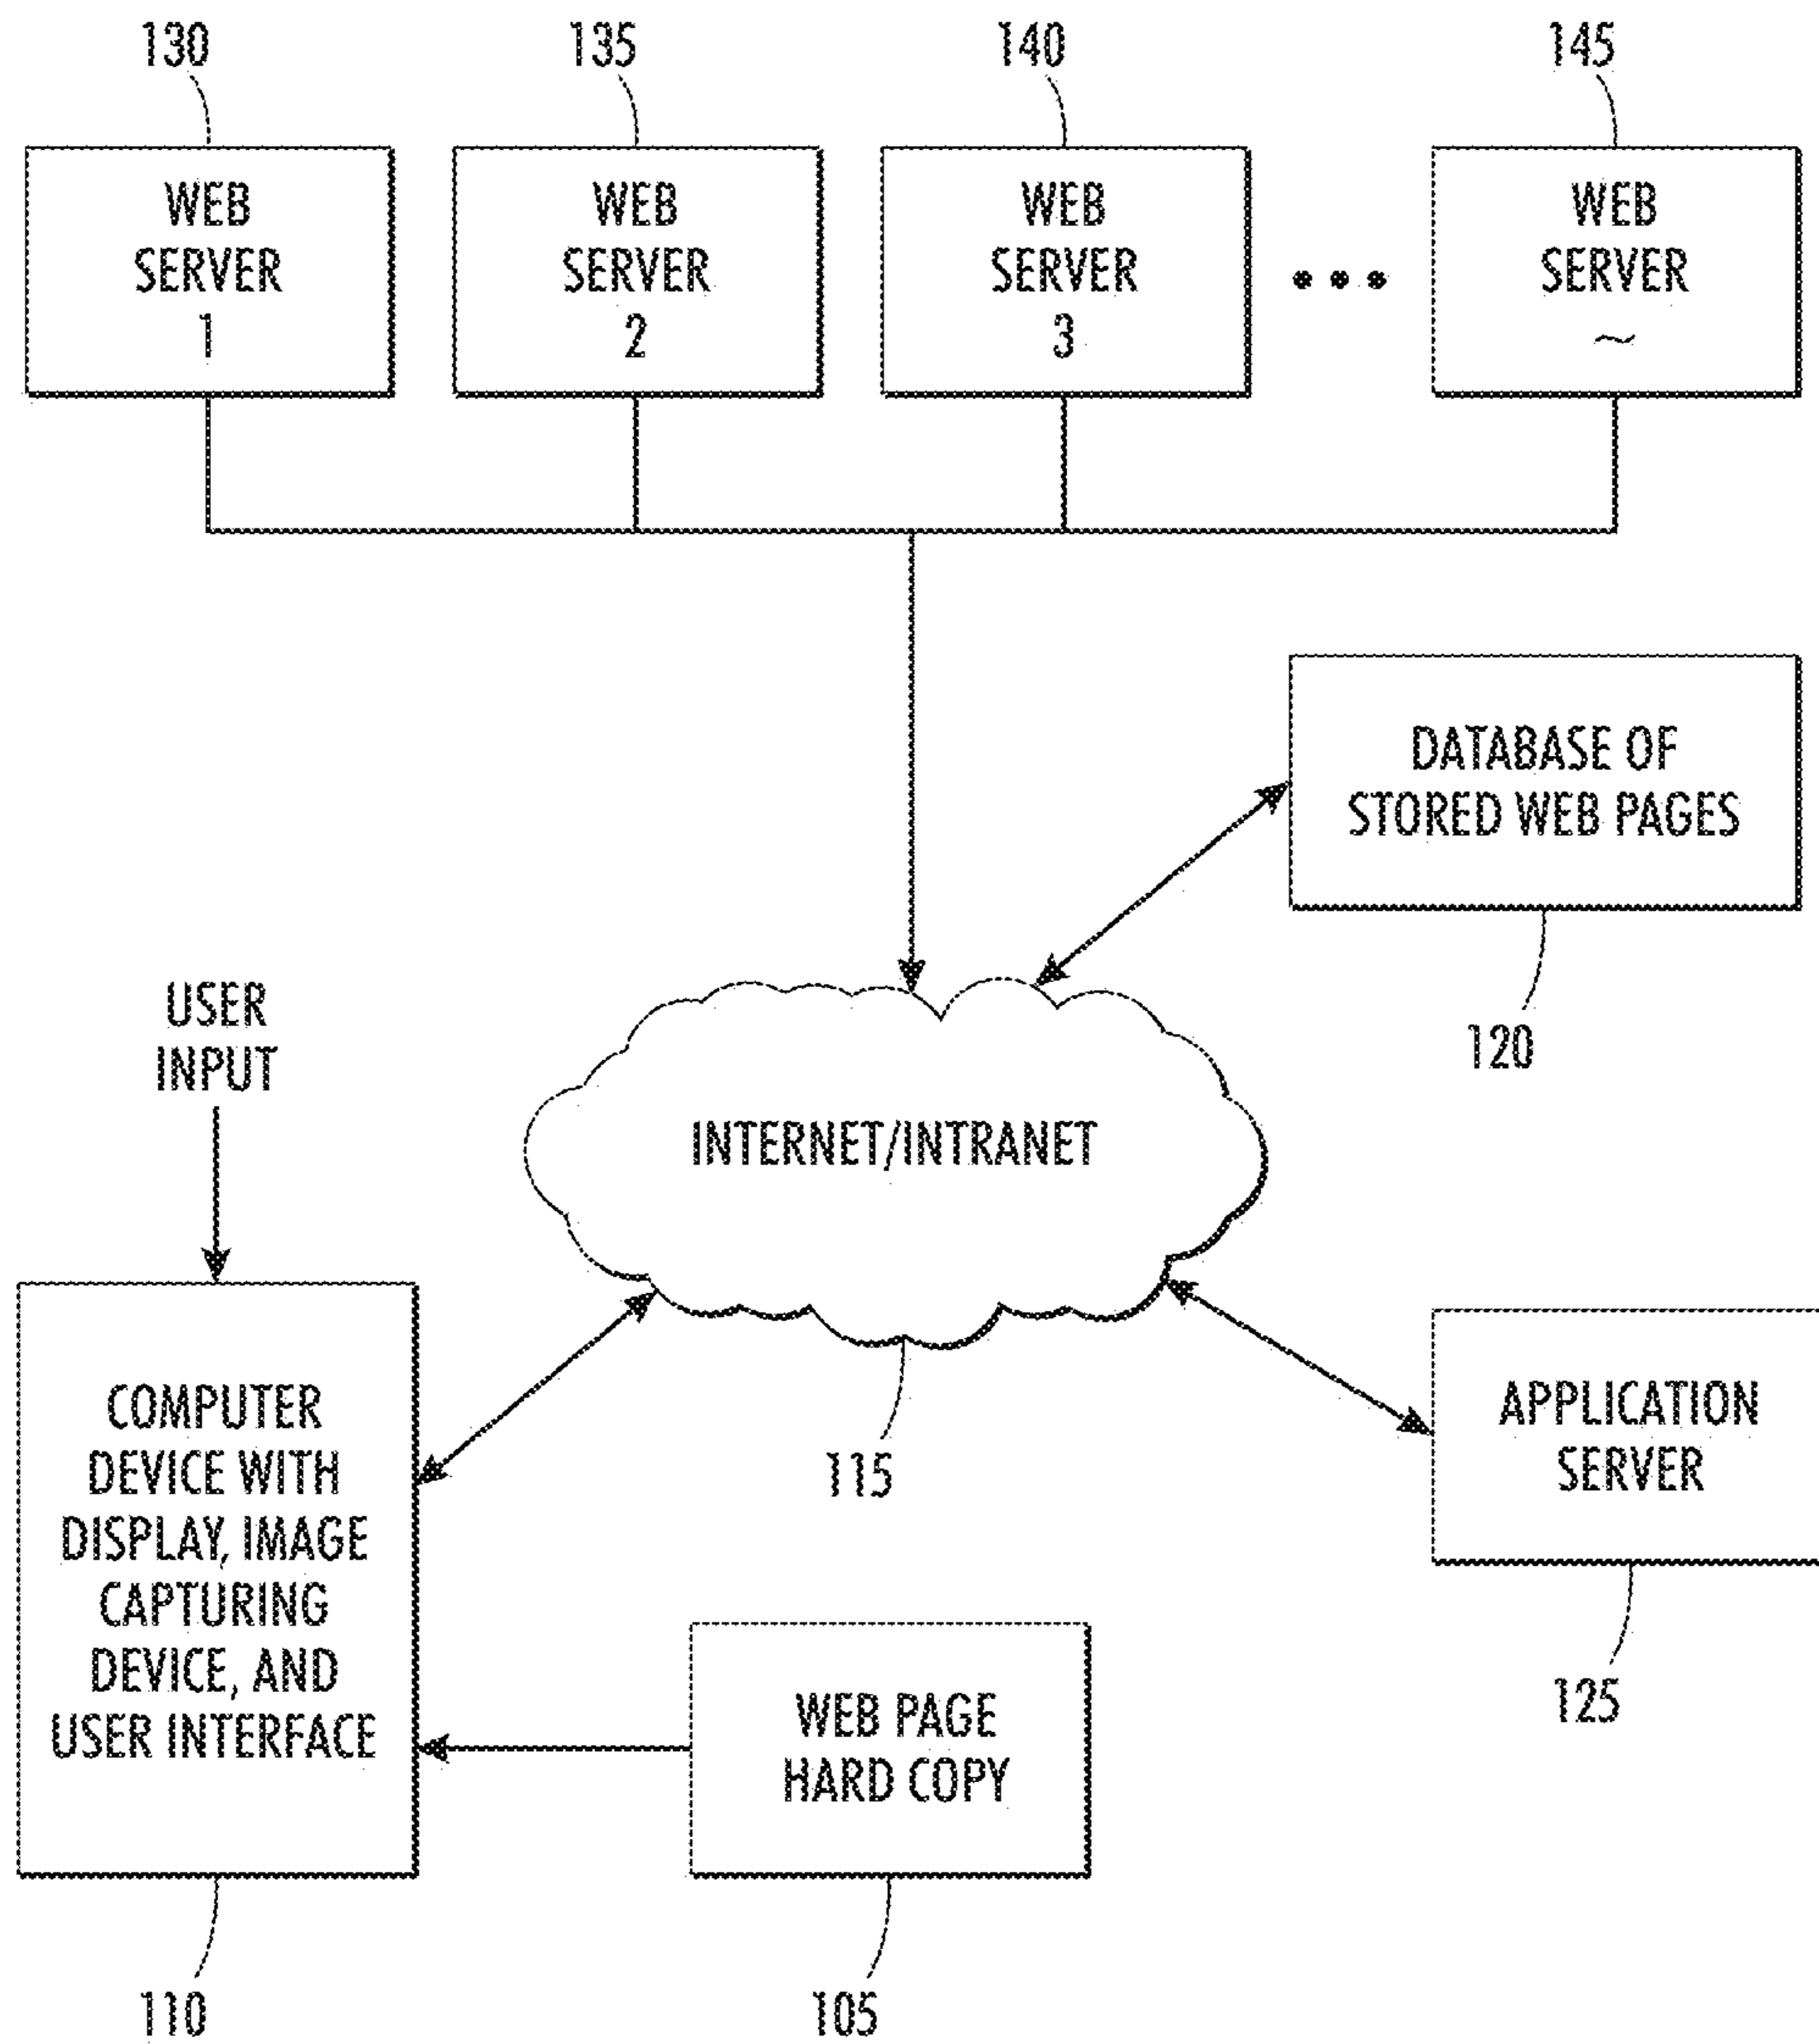 130
135
140
145
WEB
SERVER
1
WEB
SERVER
2
WEB
SERVER
3
• • •
WEB
SERVER
~
DATABASE OF
STORED WEB PAGES
120
USER
INPUT
INTERNET/INTRANET
115
COMPUTER
DEVICE WITH
DISPLAY, IMAGE
CAPTURING
DEVICE, AND
USER INTERFACE
110
APPLICATION
SERVER
125
WEB PAGE
HARD COPY
105